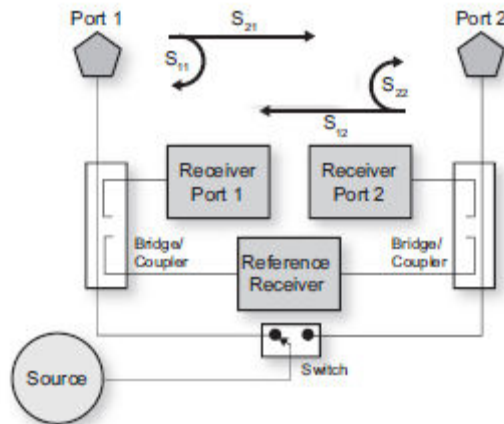 Port 1
S21
Port 2
S11
S22
S12
Receiver
Port 1
Receiver
Port 2
Bridge/
Coupler
Reference
Receiver
Bridge/
Coupler
Source
Switch